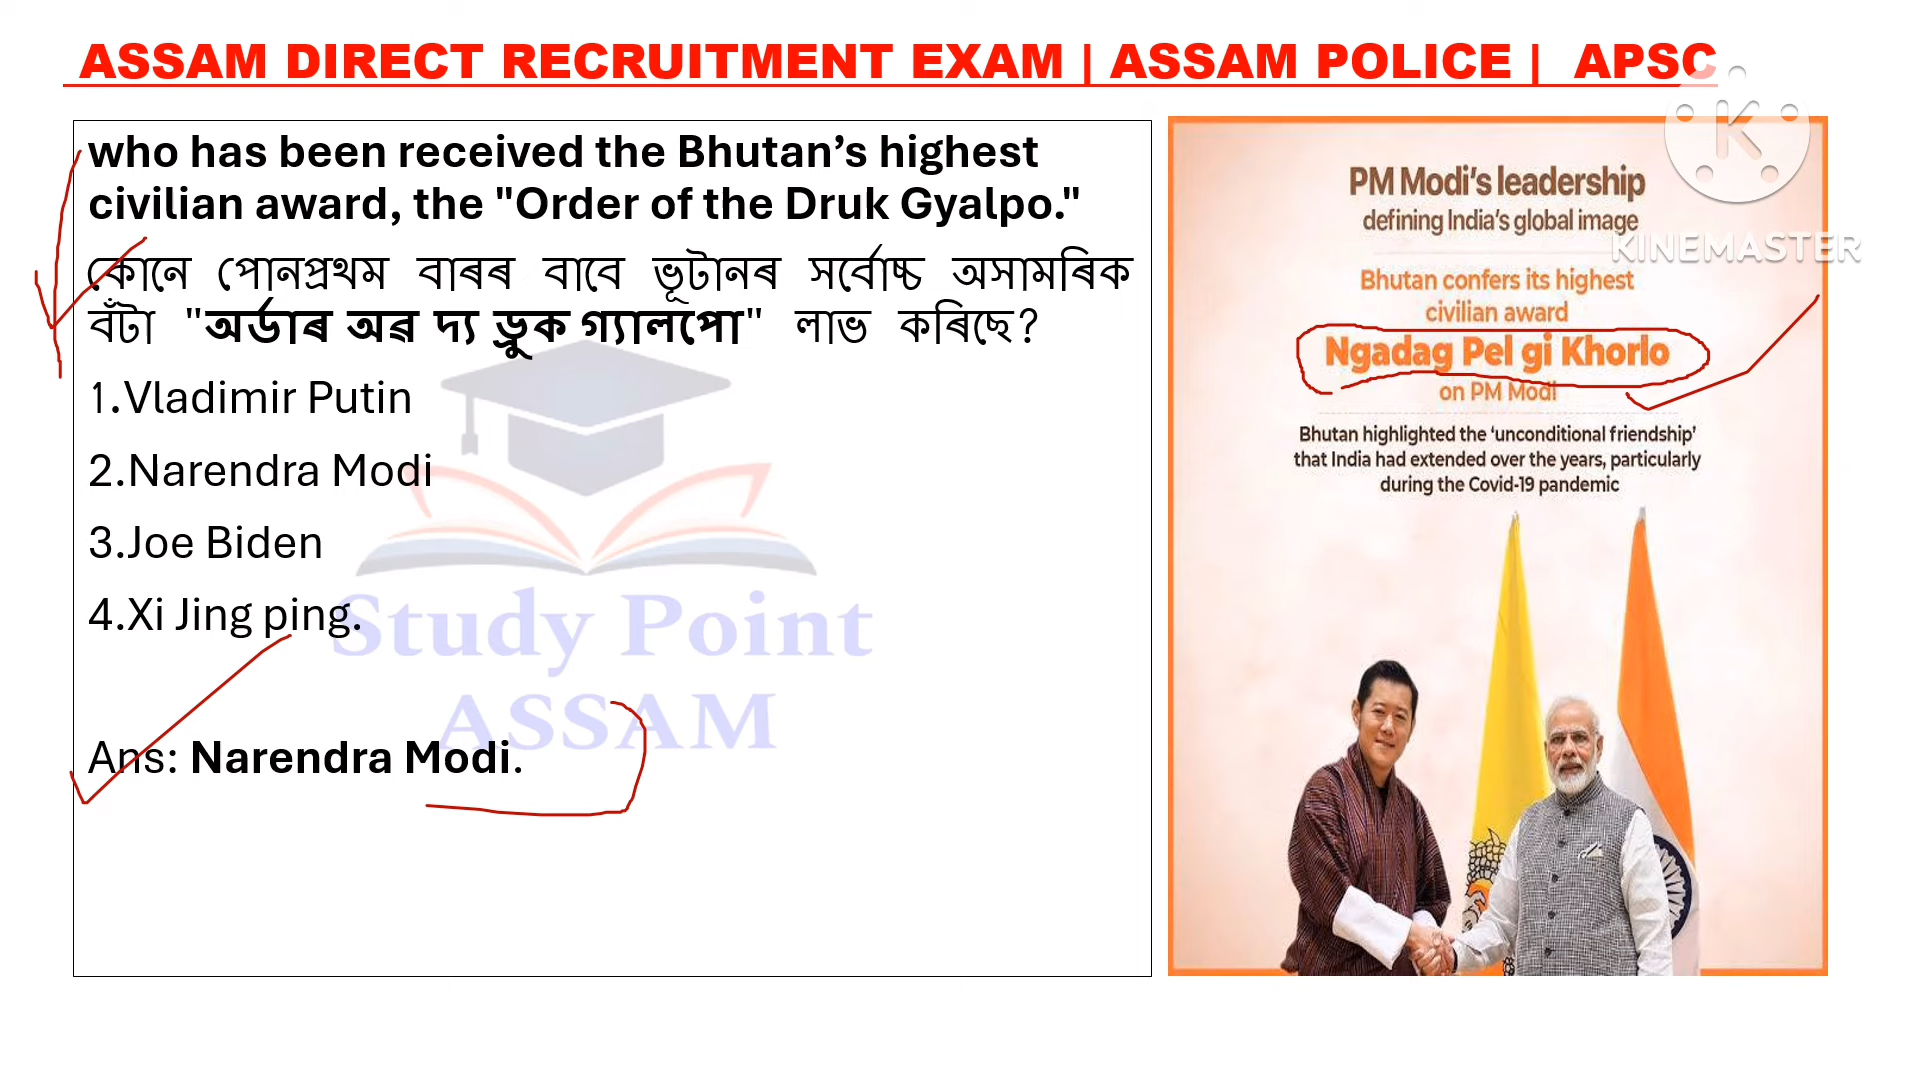 ASSAM DIRECT RECRUITMENT EXAM | ASSAM POLICE | APSC
who has been received the Bhutan’s highest
civilian award, the "Order of the Druk Gyalpo."
কোনে পোনপ্ৰথম বাৰৰ বাবে ভূটানৰ সৰ্বোচ্চ অসামৰিক
বঁটা "অৰ্ডাৰ অৱ দ্য ড্ৰুক গ্যালপো" লাভ কৰিছে?
1.Vladimir Putin
2.Narendra Modi
3.Joe Biden
4.Xi Jing ping.
Study Point
ASSAM
Ans: Narendra Modi.
PM Modi’s leadership
defining India’s global image
K
KINEMASTER
Bhutan confers its highest
civilian award
Ngadag Pel gi Khorlo
on PM Modi
Bhutan highlighted the ‘unconditional friendship’
that India had extended over the years, particularly
during the Covid-19 pandemic